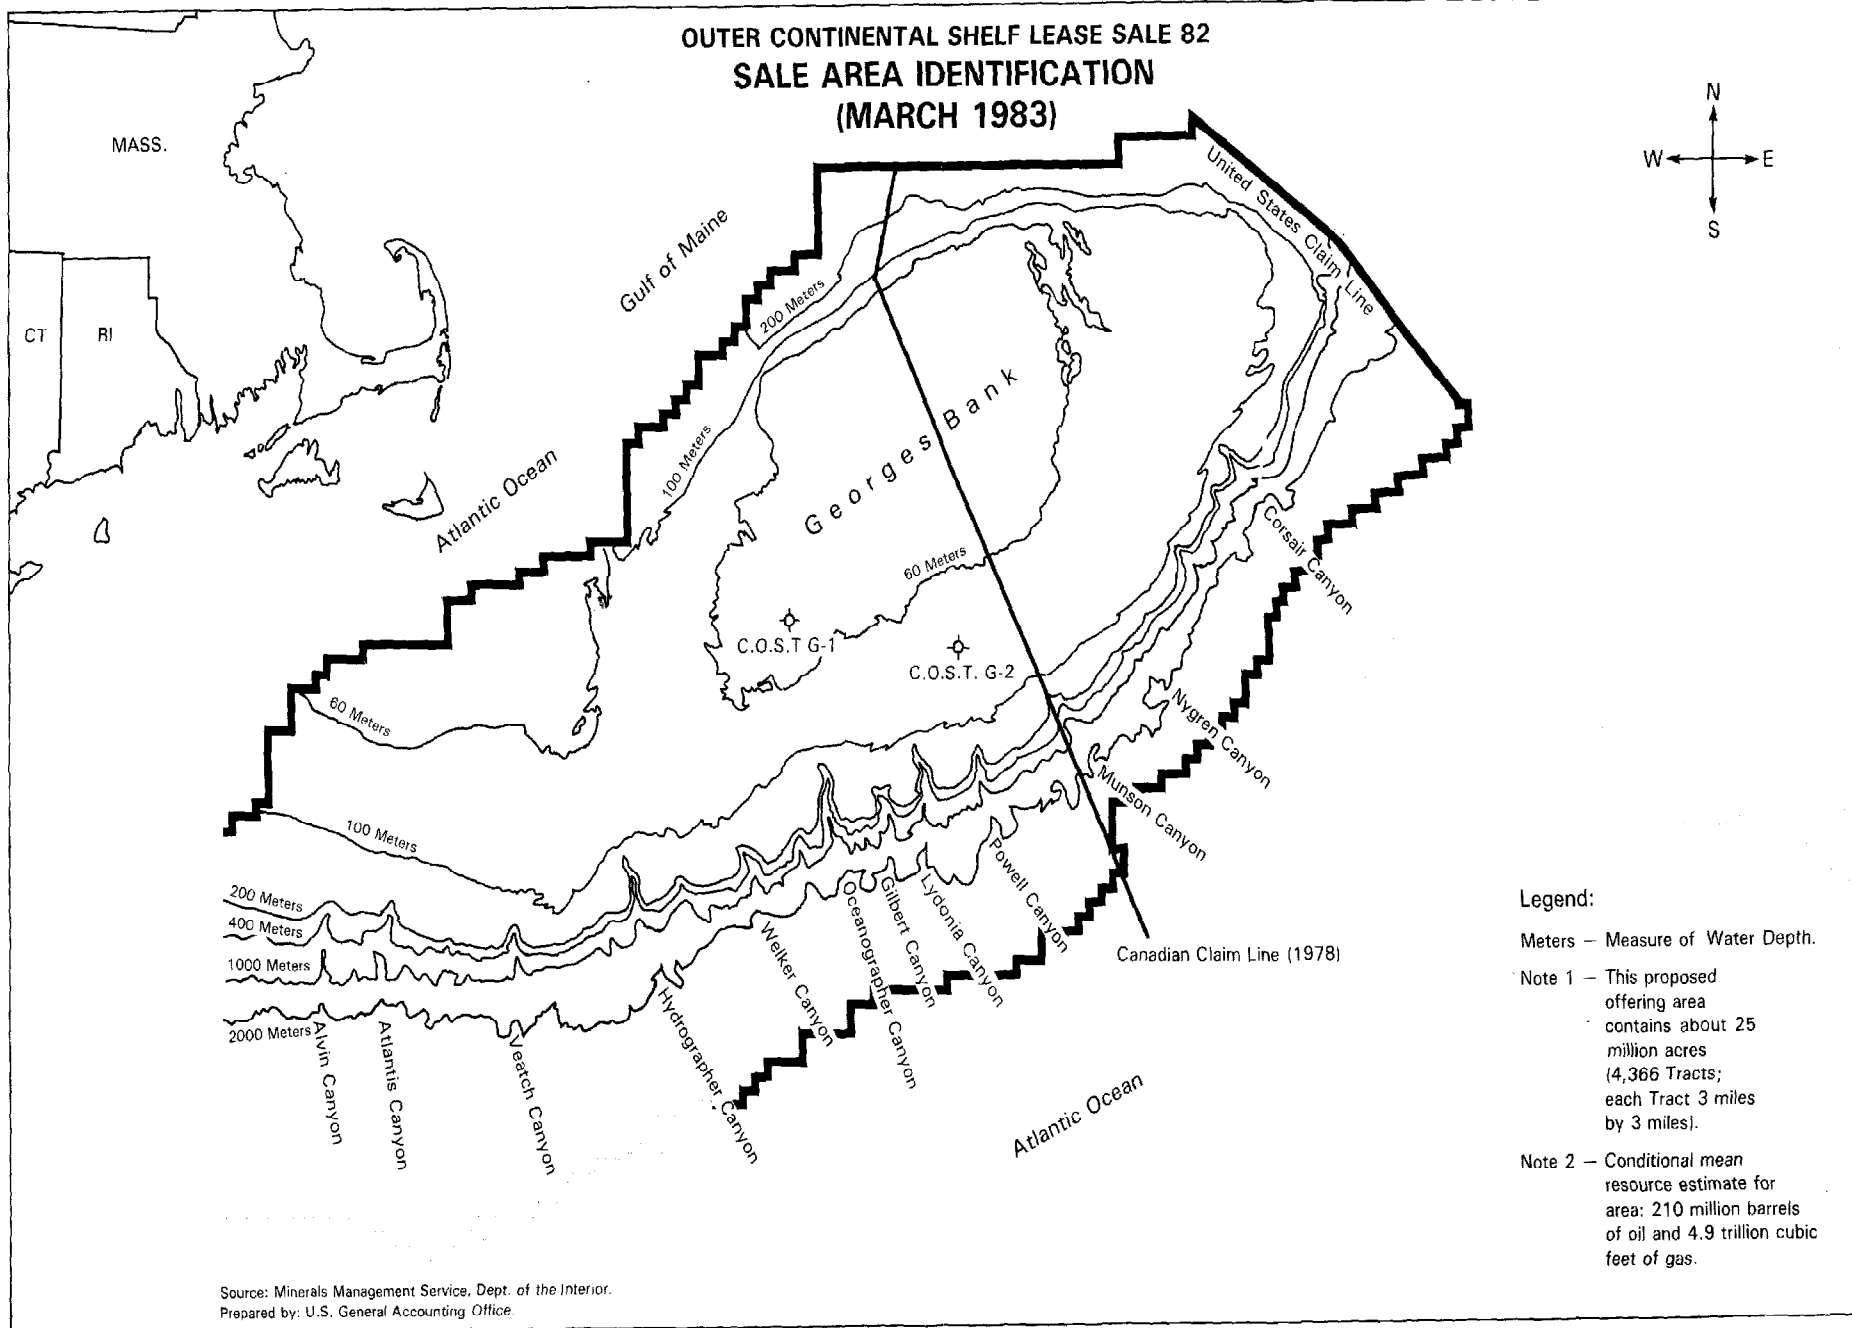 OUTER CONTINENTAL SHELF LEASE SALE 82
SALE AREA IDENTIFICATION
(MARCH 1983)
N
W
E
S
MASS.
CT
RI
Gulf of Maine
Atlantic Ocean
United States Claim Line
200 Meters
100 Meters
Georges Bank
60 Meters
C.O.S.T G-1
C.O.S.T. G-2
60 Meters
100 Meters
200 Meters
400 Meters
1000 Meters
2000 Meters
Alvin Canyon
Atlantis Canyon
Veatch Canyon
Hydrographer Canyon
Welker Canyon
Oceanographer Canyon
Gilbert Canyon
Lydonia Canyon
Powell Canyon
Munson Canyon
Nygren Canyon
Corsair Canyon
Canadian Claim Line (1978)
Atlantic Ocean
Legend:
Meters — Measure of Water Depth.
Note 1 — This proposed
offering area
contains about 25
million acres
(4,366 Tracts;
each Tract 3 miles
by 3 miles).
Note 2 — Conditional mean
resource estimate for
area: 210 million barrels
of oil and 4.9 trillion cubic
feet of gas.
Source: Minerals Management Service, Dept. of the Interior.
Prepared by: U.S. General Accounting Office.